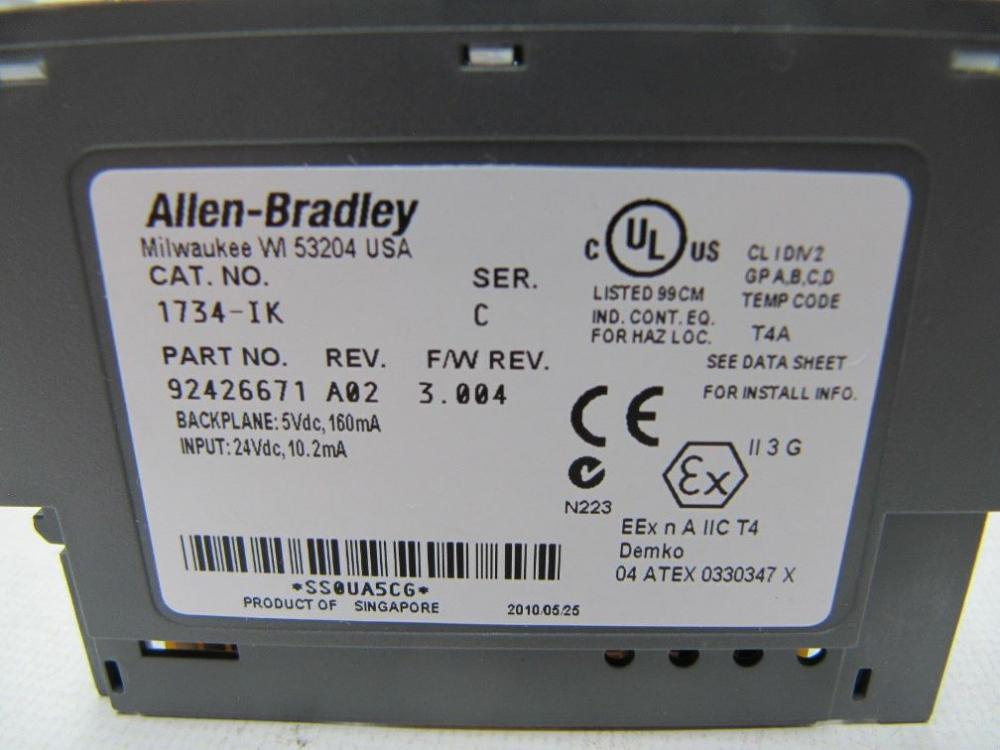 Allen-Bradley
Milwaukee WI 53204 USA
CAT. NO. SER.
1734-IK C
PART NO. REV. F/W REV.
92426671 A02 3.004
BACKPLANE: 5Vdc, 160mA
INPUT: 24Vdc, 10.2mA
*SS0UA5CG*
PRODUCT OF SINGAPORE 2010/05/25
C UL US
LISTED 99CM
IND. CONT. EQ.
FOR HAZ LOC.
CL I DIV 2
GP A,B,C,D
TEMP CODE
T4A
SEE DATA SHEET
FOR INSTALL INFO.
CE
N223
Ex
II 3 G
EEx n A IIC T4
Demko
04 ATEX 0330347 X